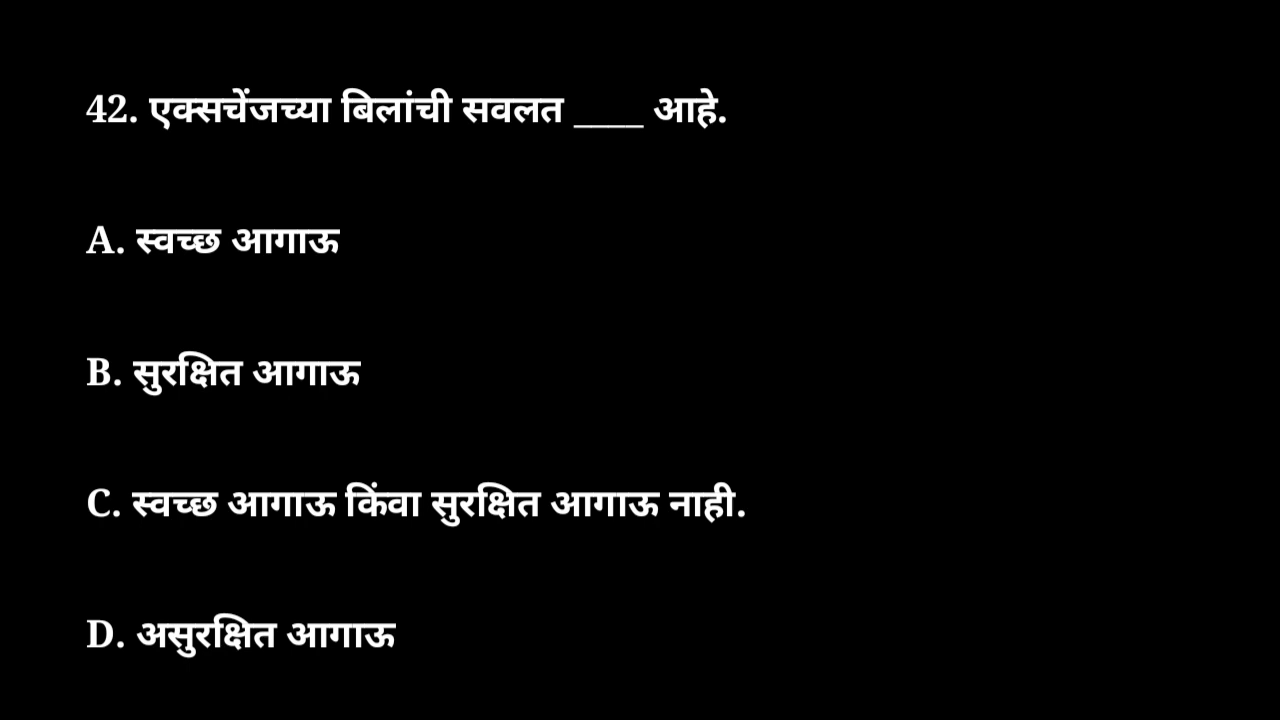 42. एक्सचेंजच्या बिलांची सवलत ____ आहे.
A. स्वच्छ आगाऊ
B. सुरक्षित आगाऊ
C. स्वच्छ आगाऊ किंवा सुरक्षित आगाऊ नाही.
D. असुरक्षित आगाऊ